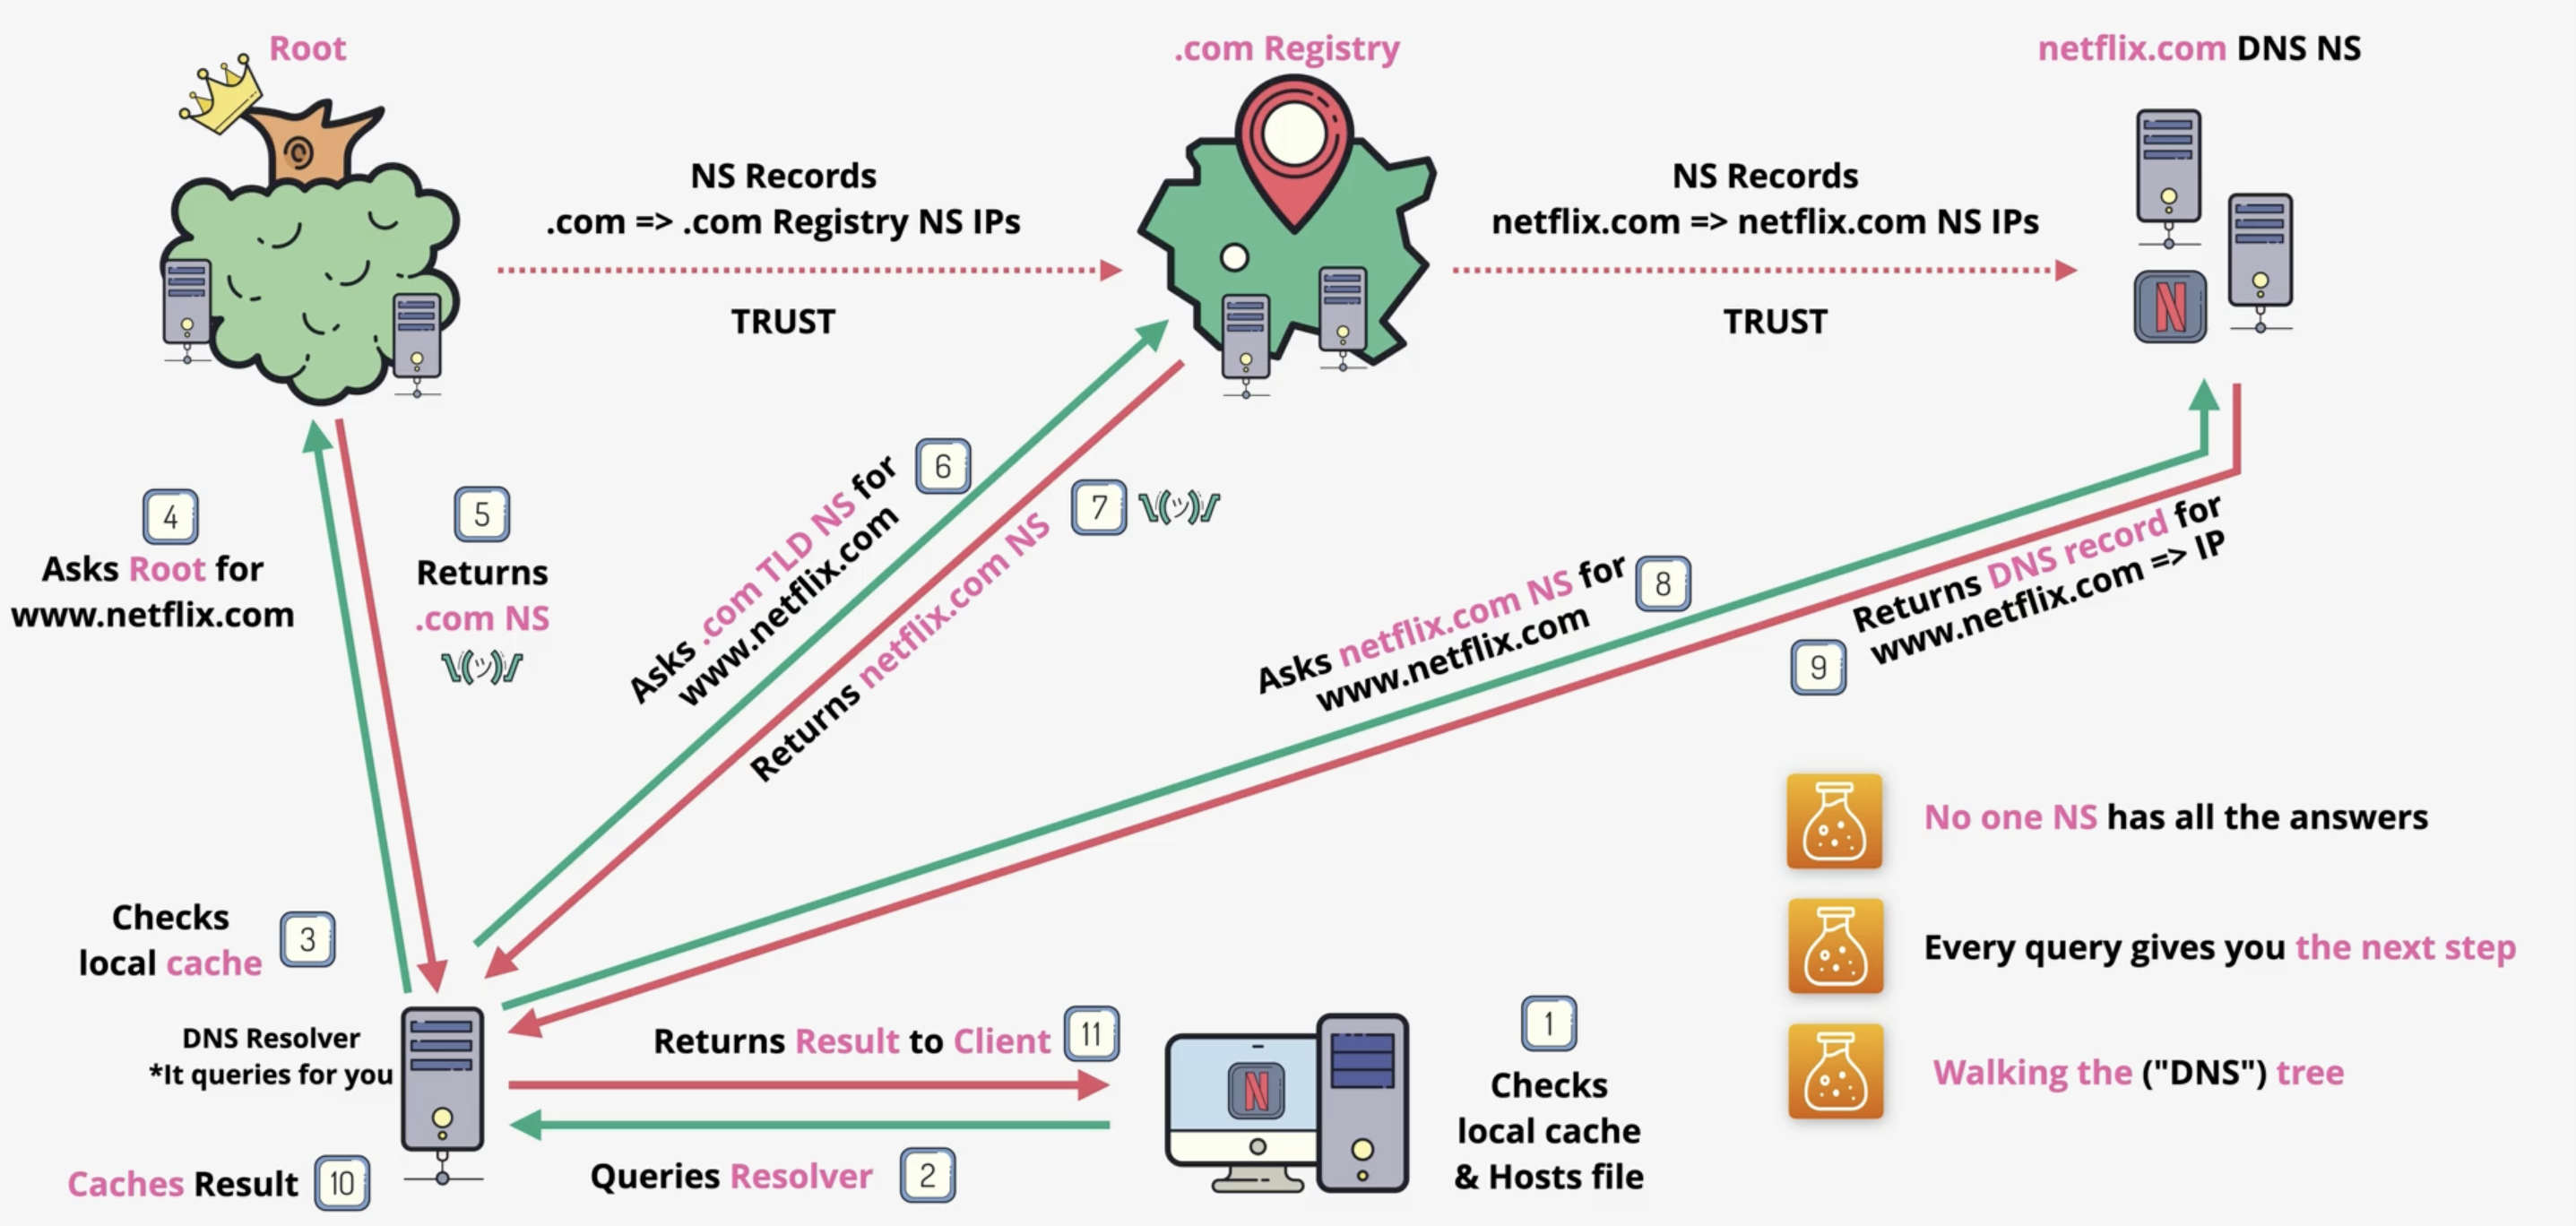 Root
.com Registry
netflix.com DNS NS
NS Records
.com => .com Registry NS IPs
TRUST
NS Records
netflix.com => netflix.com NS IPs
TRUST
N
4
Asks Root for
www.netflix.com
5
Returns
.com NS
\(ツ)/
6
Asks .com TLD NS for
www.netflix.com
7
\(ツ)/
Returns netflix.com NS
8
Asks netflix.com NS for
www.netflix.com
9
Returns DNS record for
www.netflix.com => IP
No one NS has all the answers
Every query gives you the next step
Walking the ("DNS") tree
Checks
local cache
3
DNS Resolver
*It queries for you
Caches Result
10
Returns Result to Client
11
Queries Resolver
2
N
1
Checks
local cache
& Hosts file